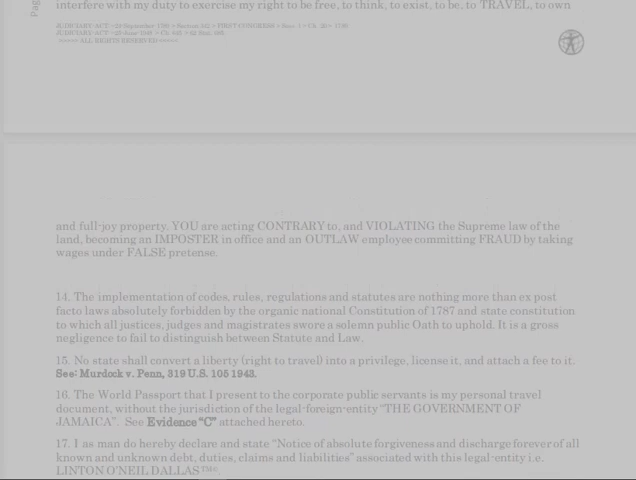 interfere with my duty to exercise my right to be free, to think, to exist, to be, to TRAVEL, to own
>>>>>> ALL RIGHTS RESERVED <<<<<<
and full-joy property. YOU are acting CONTRARY to, and VIOLATING the Supreme law of the
land, becoming an IMPOSTER in office and an OUTLAW employee committing FRAUD by taking
wages under FALSE pretense.
14. The implementation of codes, rules, regulations and statutes are nothing more than ex post
facto laws absolutely forbidden by the organic national Constitution of 1787 and state constitution
to which all justices, judges and magistrates swore a solemn public Oath to uphold. It is a gross
negligence to fail to distinguish between Statute and Law.
15. No state shall convert a liberty (right to travel) into a privilege, license it, and attach a fee to it.
See: Murdock v. Penn, 319 U.S. 105 1943.
16. The World Passport that I present to the corporate public servants is my personal travel
document, without the jurisdiction of the legal-foreign-entity “THE GOVERNMENT OF
JAMAICA”. See Evidence “C” attached hereto.
17. I as man do hereby declare and state “Notice of absolute forgiveness and discharge forever of all
known and unknown debt, duties, claims and liabilities” associated with this legal-entity i.e.
LINTON O'NEIL DALLAS™©